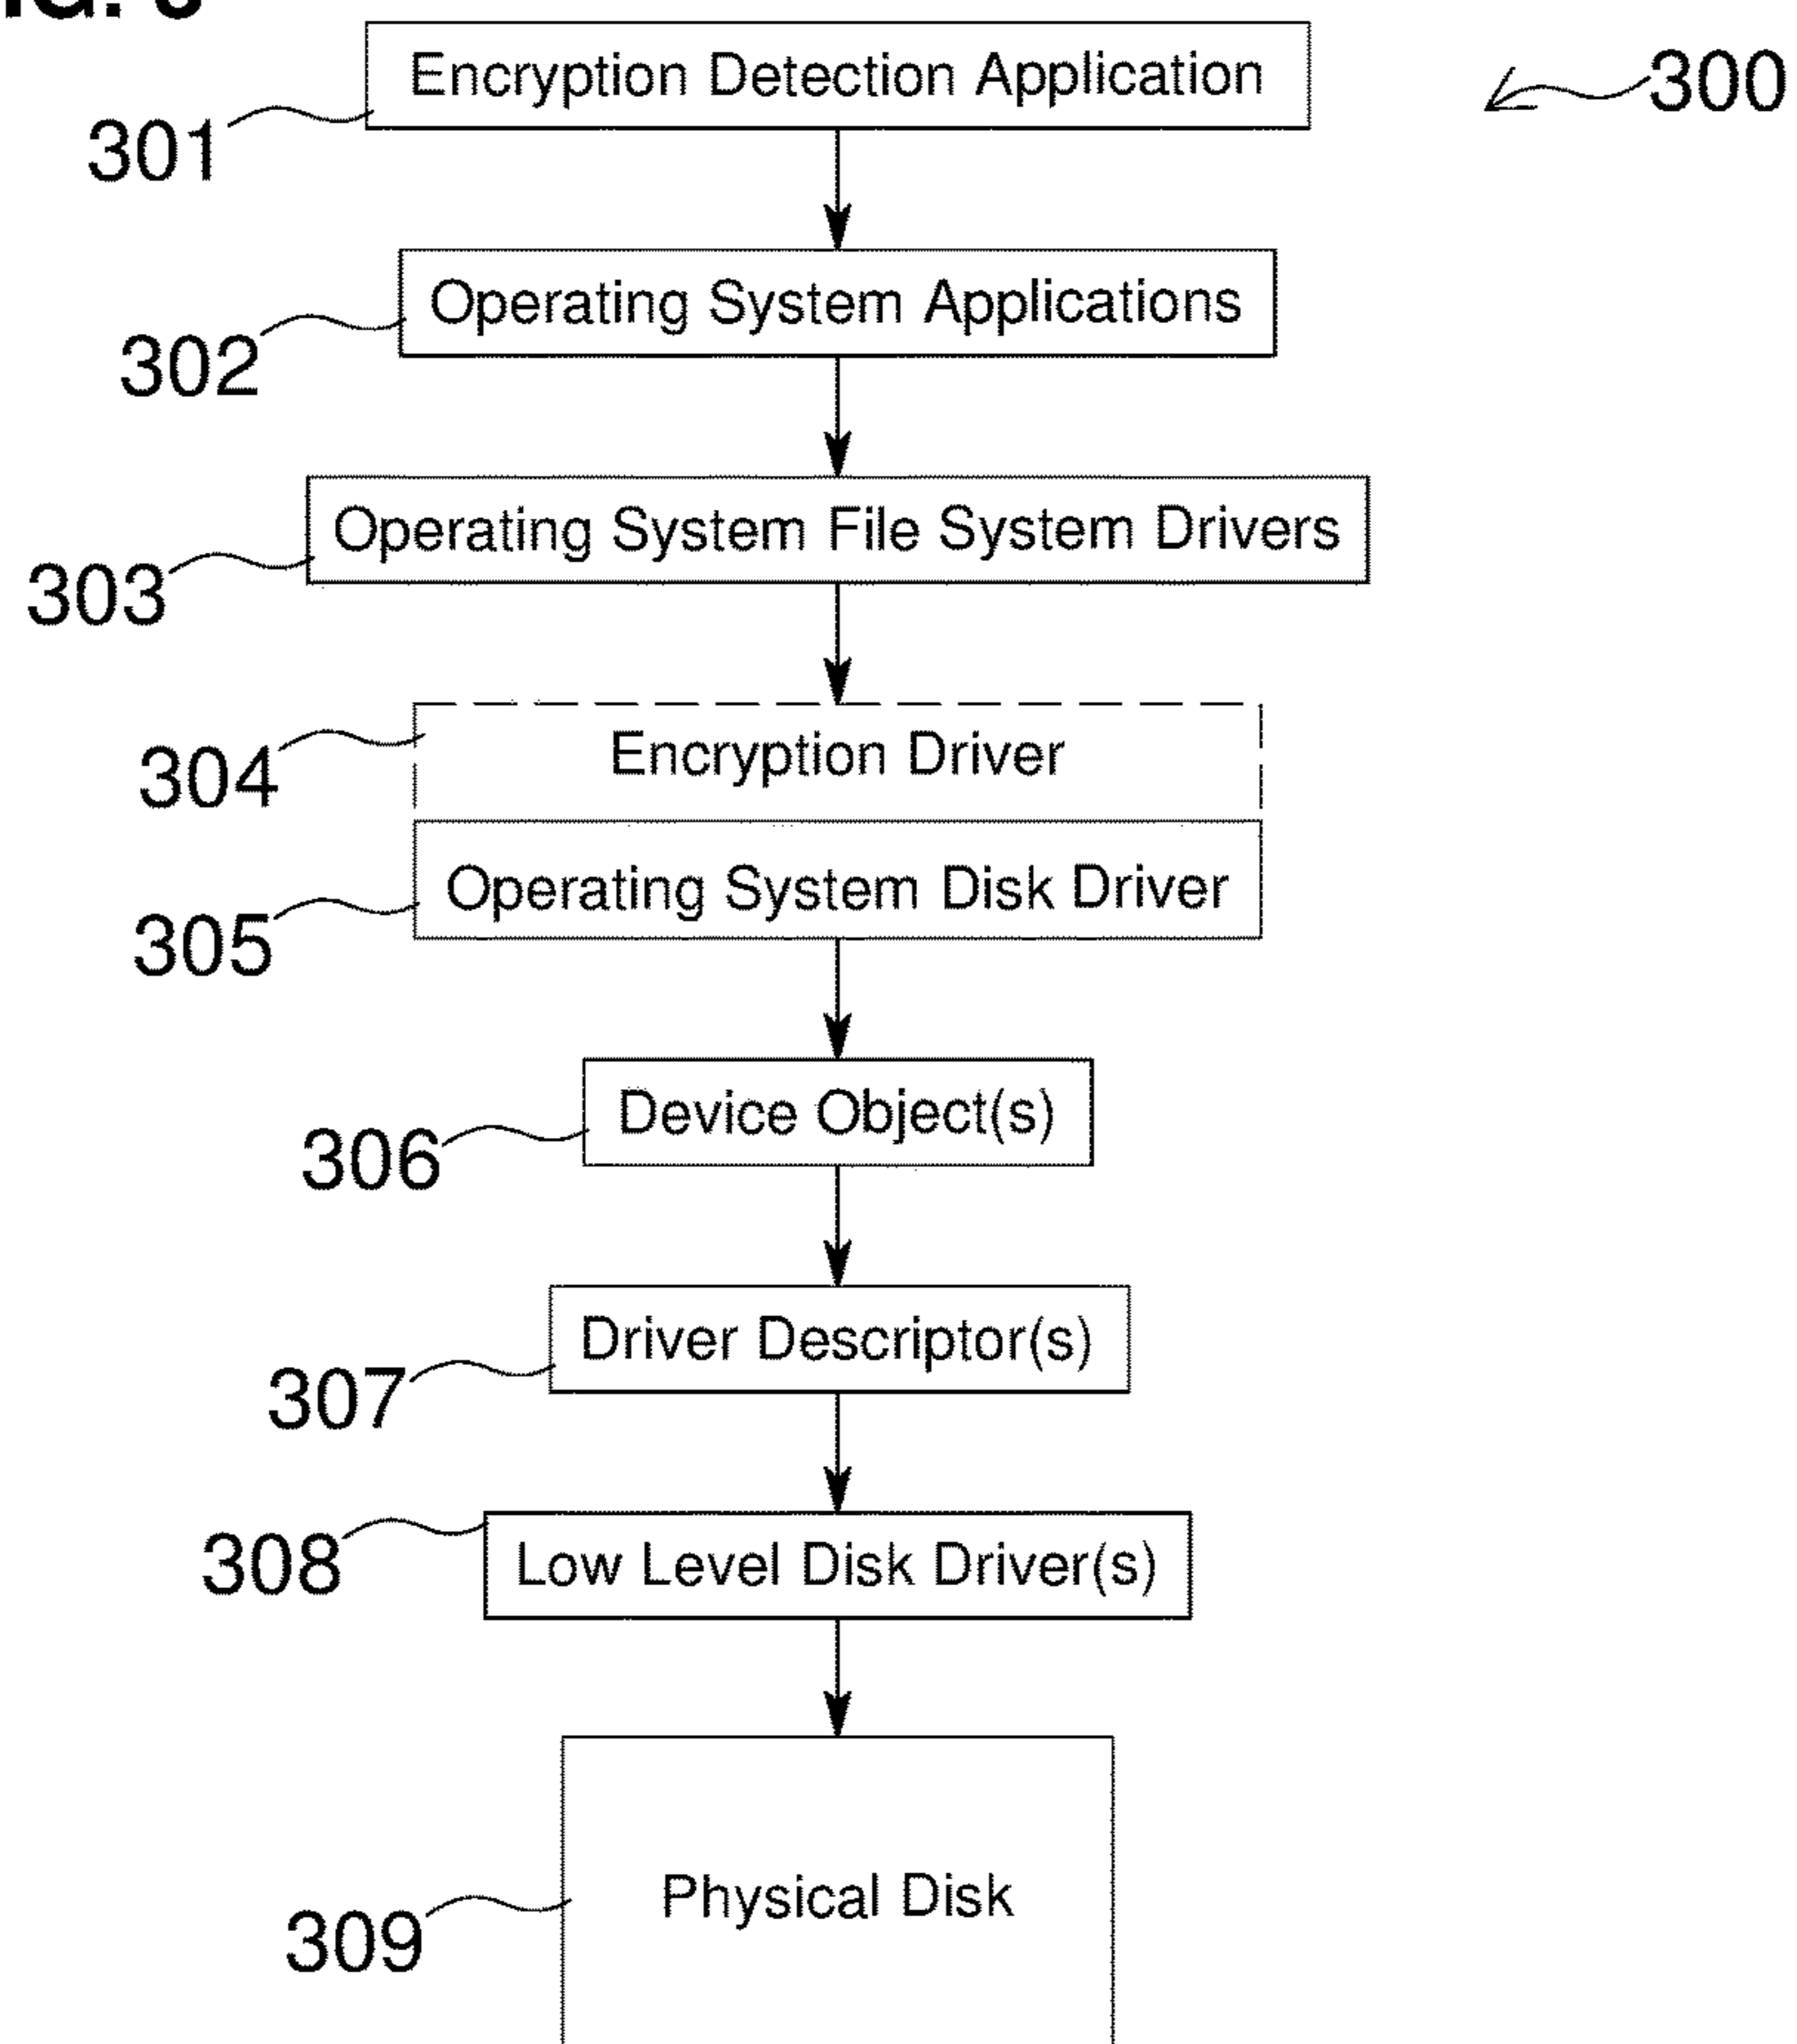 Encryption Detection Application
300
301
Operating System Applications
302
Operating System File System Drivers
303
Encryption Driver
304
Operating System Disk Driver
305
Device Object(s)
306
Driver Descriptor(s)
307
Low Level Disk Driver(s)
308
Physical Disk
309